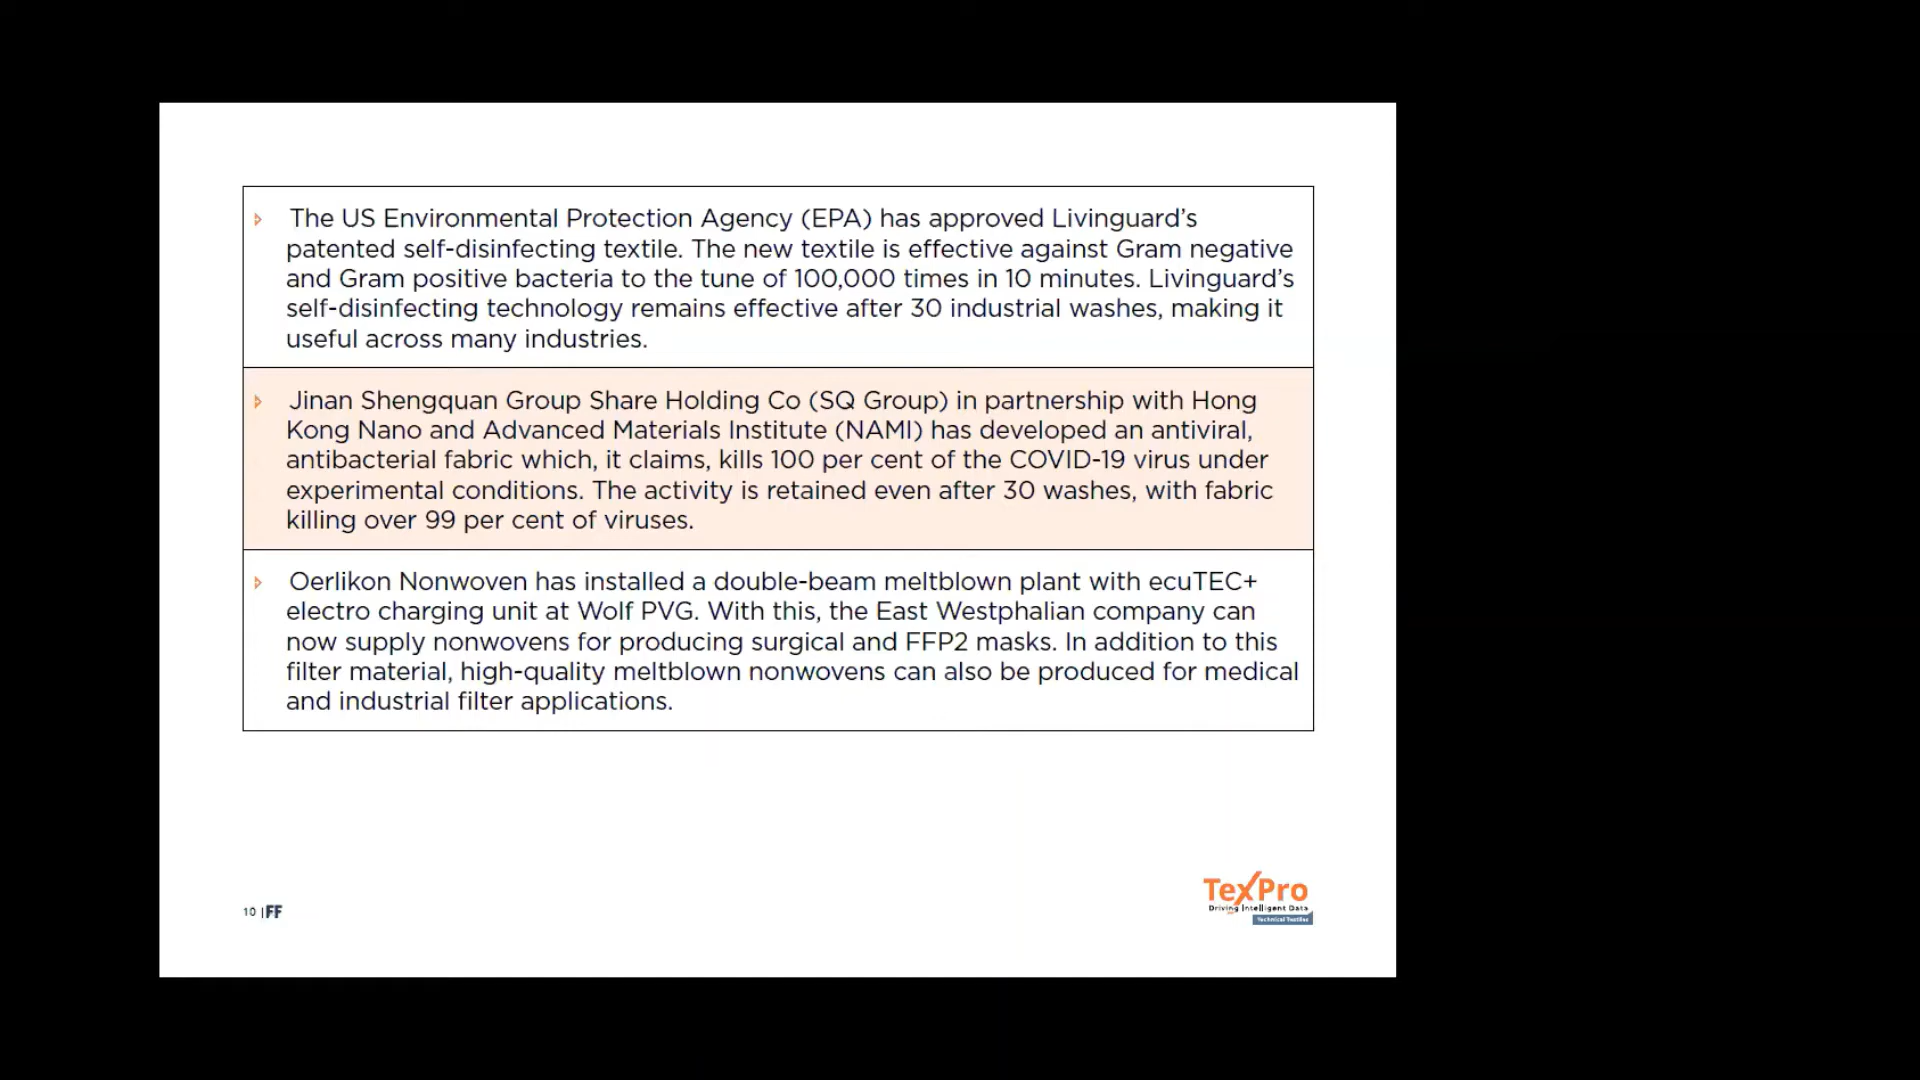 The US Environmental Protection Agency (EPA) has approved Livinguard’s
patented self-disinfecting textile. The new textile is effective against Gram negative
and Gram positive bacteria to the tune of 100,000 times in 10 minutes. Livinguard’s
self-disinfecting technology remains effective after 30 industrial washes, making it
useful across many industries.
Jinan Shengquan Group Share Holding Co (SQ Group) in partnership with Hong
Kong Nano and Advanced Materials Institute (NAMI) has developed an antiviral,
antibacterial fabric which, it claims, kills 100 per cent of the COVID-19 virus under
experimental conditions. The activity is retained even after 30 washes, with fabric
killing over 99 per cent of viruses.
Oerlikon Nonwoven has installed a double-beam meltblown plant with ecuTEC+
electro charging unit at Wolf PVG. With this, the East Westphalian company can
now supply nonwovens for producing surgical and FFP2 masks. In addition to this
filter material, high-quality meltblown nonwovens can also be produced for medical
and industrial filter applications.
10 | FF
TexPro
Driving Intelligent Data
Technical Textiles